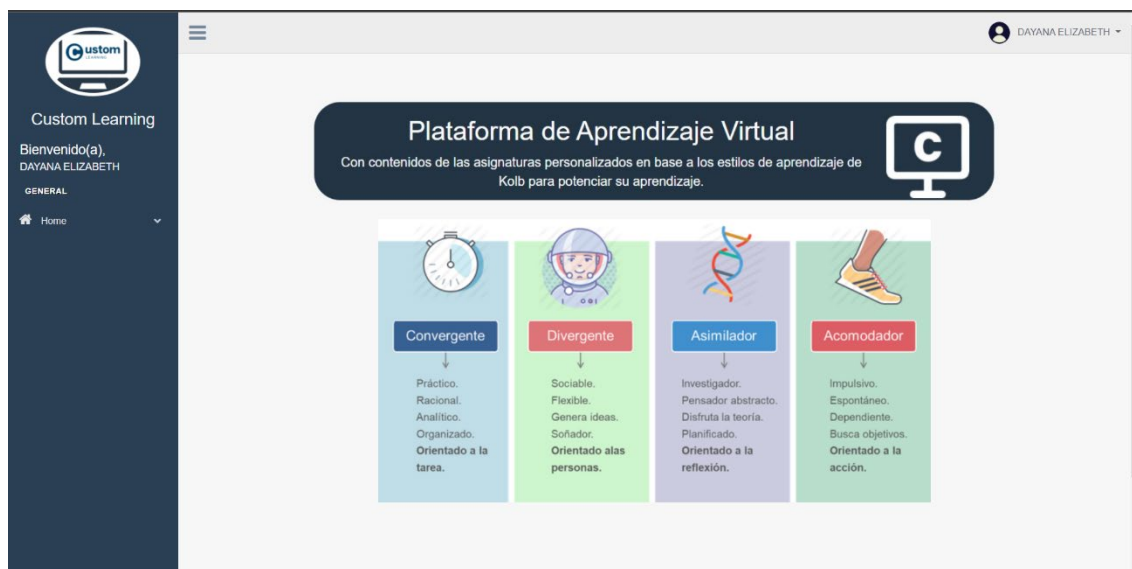 Custom
LEARNING
Custom Learning
Bienvenido(a),
DAYANA ELIZABETH
GENERAL
Home
DAYANA ELIZABETH
Plataforma de Aprendizaje Virtual
Con contenidos de las asignaturas personalizados en base a los estilos de aprendizaje de
Kolb para potenciar su aprendizaje.
C
Convergente
Práctico.
Racional.
Analítico.
Organizado.
Orientado a la
tarea.
Divergente
Sociable.
Flexible.
Genera ideas.
Soñador.
Orientado alas
personas.
Asimilador
Investigador.
Pensador abstracto.
Disfruta la teoría.
Planificado.
Orientado a la
reflexión.
Acomodador
Impulsivo.
Espontáneo.
Dependiente.
Busca objetivos.
Orientado a la
acción.